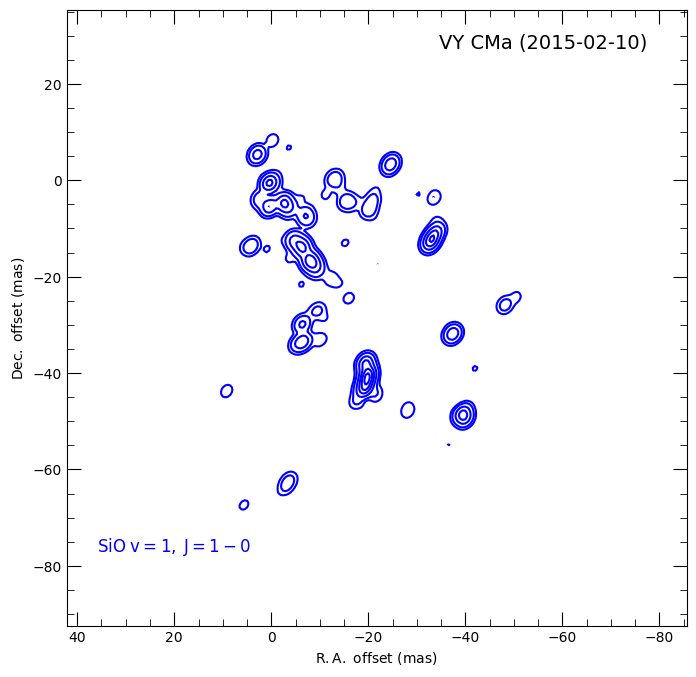 VY CMa (2015-02-10)
20
0
−20
−40
−60
−80
Dec. offset (mas)
SiO v = 1, J = 1 − 0
40 20 0 −20 −40 −60 −80
R.A. offset (mas)